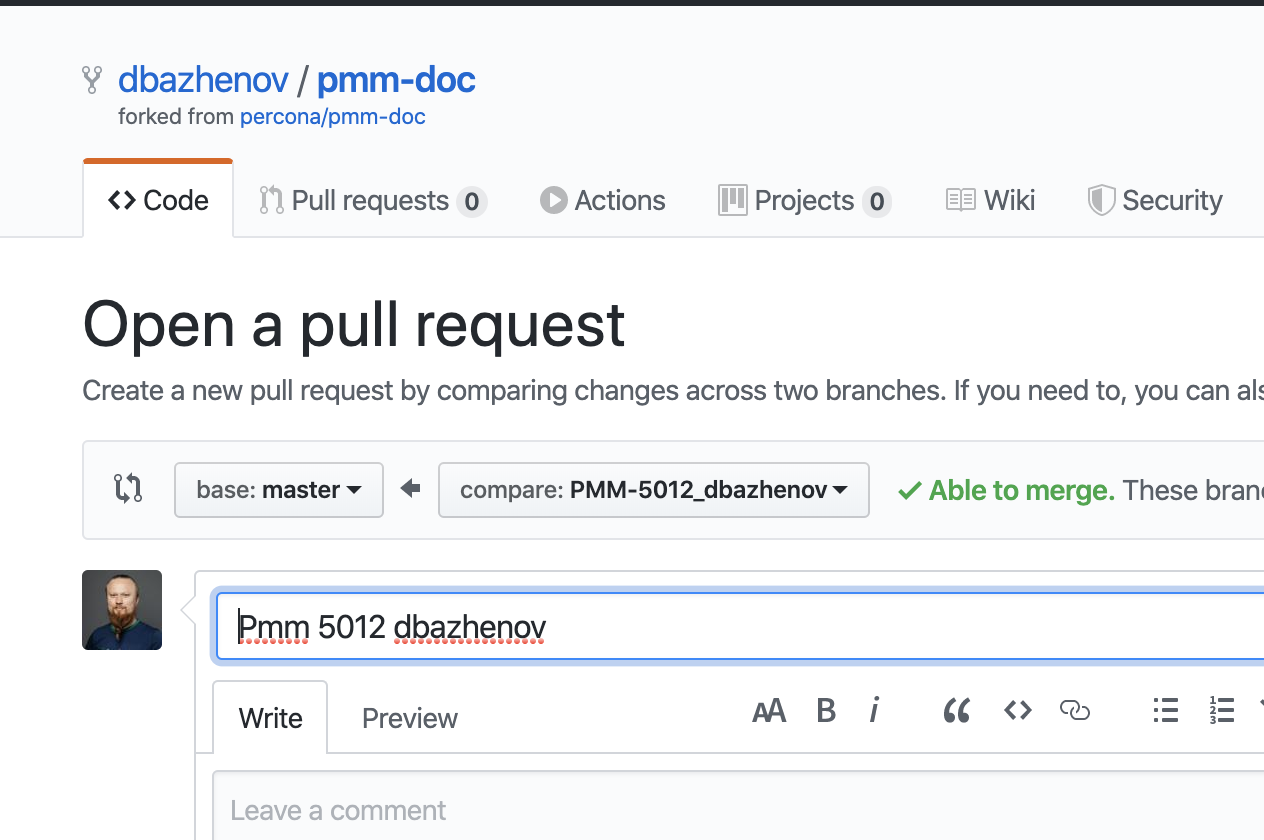 dbazhenov / pmm-doc
forked from percona/pmm-doc
Code Pull requests 0 Actions Projects 0 Wiki Security
Open a pull request
Create a new pull request by comparing changes across two branches. If you need to, you can als
base: master compare: PMM-5012_dbazhenov Able to merge. These branc
Pmm 5012 dbazhenov
Write Preview AA B i
Leave a comment